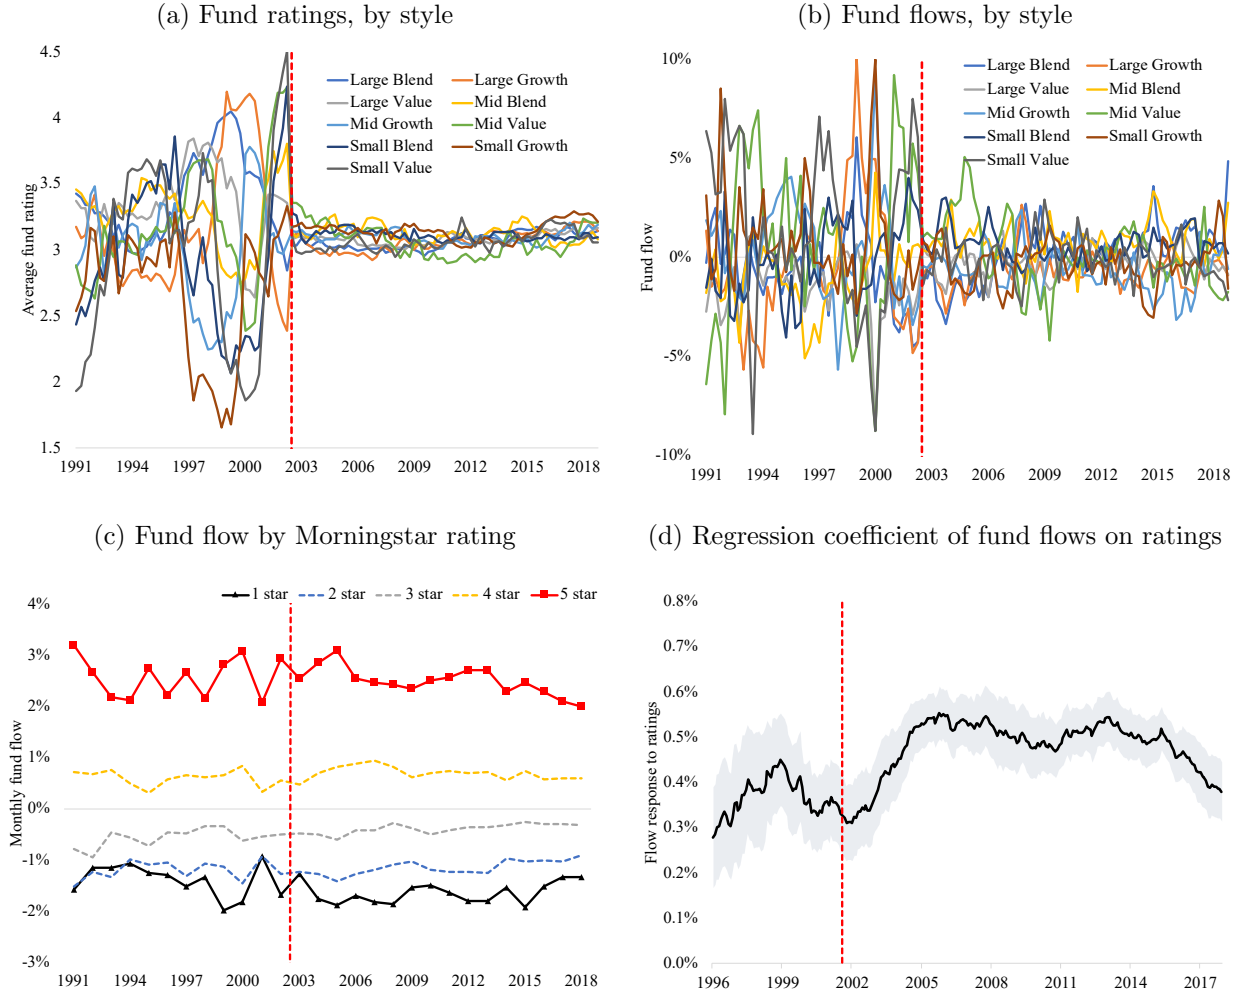 (a) Fund ratings, by style
Average fund rating
4.5
4
3.5
3
2.5
2
1.5
Large Blend Large Growth
Large Value Mid Blend
Mid Growth Mid Value
Small Blend Small Growth
Small Value
1991 1994 1997 2000 2003 2006 2009 2012 2015 2018
(b) Fund flows, by style
Fund flow
10%
5%
0%
-5%
-10%
Large Blend Large Growth
Large Value Mid Blend
Mid Growth Mid Value
Small Blend Small Growth
Small Value
1991 1994 1997 2000 2003 2006 2009 2012 2015 2018
(c) Fund flow by Morningstar rating
Monthly fund flow
1 star 2 star 3 star 4 star 5 star
4%
3%
2%
1%
0%
-1%
-2%
-3%
1991 1994 1997 2000 2003 2006 2009 2012 2015 2018
(d) Regression coefficient of fund flows on ratings
Flow response to ratings
0.8%
0.7%
0.6%
0.5%
0.4%
0.3%
0.2%
0.1%
0.0%
1996 1999 2002 2005 2008 2011 2014 2017